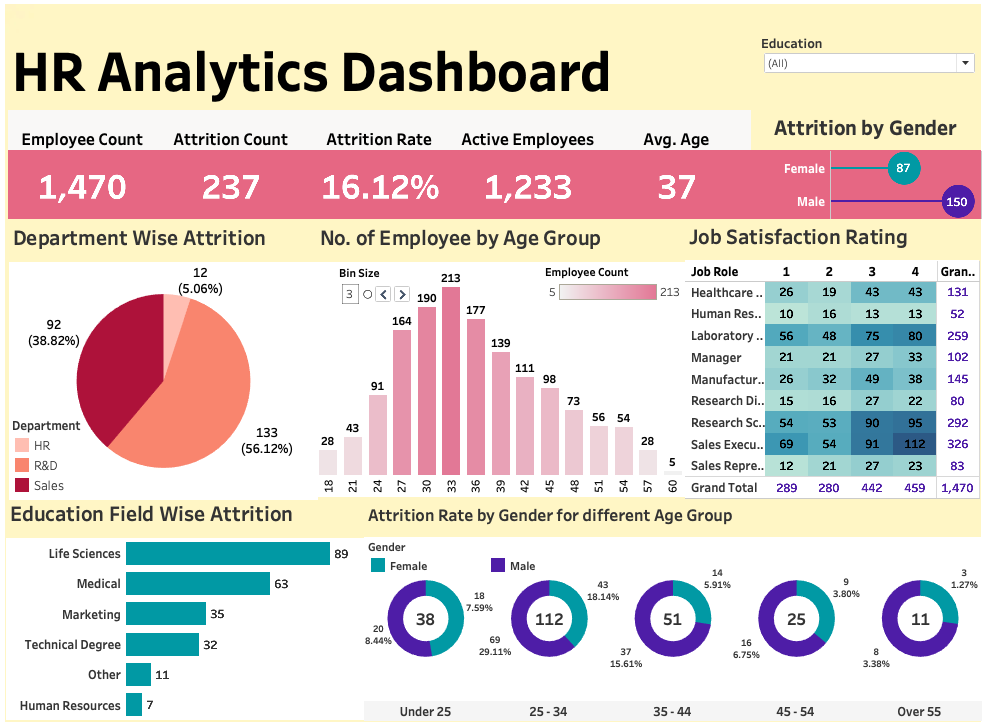 HR Analytics Dashboard
Education
(All)
Employee Count Attrition Count Attrition Rate Active Employees Avg. Age
1,470 237 16.12% 1,233 37
Attrition by Gender
Female 87
Male 150
Department Wise Attrition
12
(5.06%)
92
(38.82%)
133
(56.12%)
Department
HR
R&D
Sales
No. of Employee by Age Group
Bin Size
3
Employee Count
5 213
28 43 91 164 190 213 177 139 111 98 73 56 54 28 5
18 21 24 27 30 33 36 39 42 45 48 51 54 57 60
Job Satisfaction Rating
Job Role 1 2 3 4 Gran..
Healthcare .. 26 19 43 43 131
Human Res.. 10 16 13 13 52
Laboratory .. 56 48 75 80 259
Manager 21 21 27 33 102
Manufactur.. 26 32 49 38 145
Research Di.. 15 16 27 22 80
Research Sc.. 54 53 90 95 292
Sales Execu.. 69 54 91 112 326
Sales Repre.. 12 21 27 23 83
Grand Total 289 280 442 459 1,470
Education Field Wise Attrition
Life Sciences 89
Medical 63
Marketing 35
Technical Degree 32
Other 11
Human Resources 7
Attrition Rate by Gender for different Age Group
Gender
Female Male
18
7.59%
38
20
8.44%
43
18.14%
112
69
29.11%
14
5.91%
51
37
15.61%
9
3.80%
25
16
6.75%
3
1.27%
11
8
3.38%
Under 25 25 - 34 35 - 44 45 - 54 Over 55